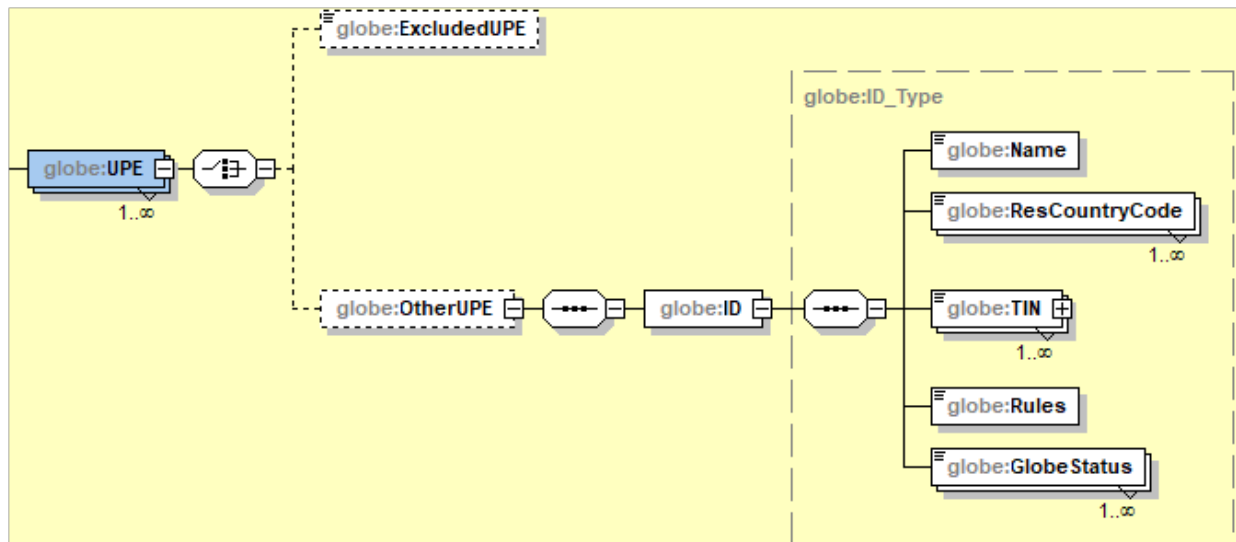 globe:ExcludedUPE
globe:ID_Type
globe:Name
globe:UPE
1..∞
globe:ResCountryCode
1..∞
globe:OtherUPE
globe:ID
globe:TIN
1..∞
globe:Rules
globe:GlobeStatus
1..∞